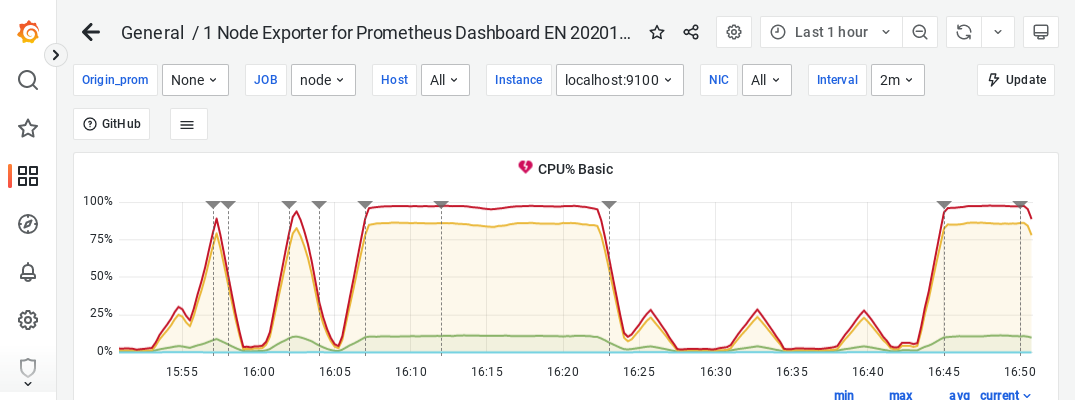 General / 1 Node Exporter for Prometheus Dashboard EN 20201... Last 1 hour
Origin_prom None JOB node Host All Instance localhost:9100 NIC All Interval 2m Update
GitHub
CPU% Basic
100%
75%
50%
25%
0%
15:55 16:00 16:05 16:10 16:15 16:20 16:25 16:30 16:35 16:40 16:45 16:50
min max avg current